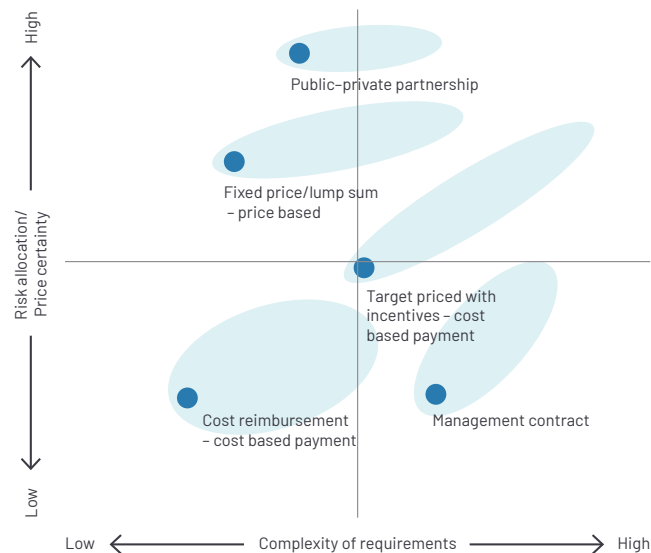 High
Public–private partnership
Fixed price/lump sum
– price based
Risk allocation/
Price certainty
Target priced with
incentives – cost
based payment
Cost reimbursement
– cost based payment
Management contract
Low
Low
Complexity of requirements
High